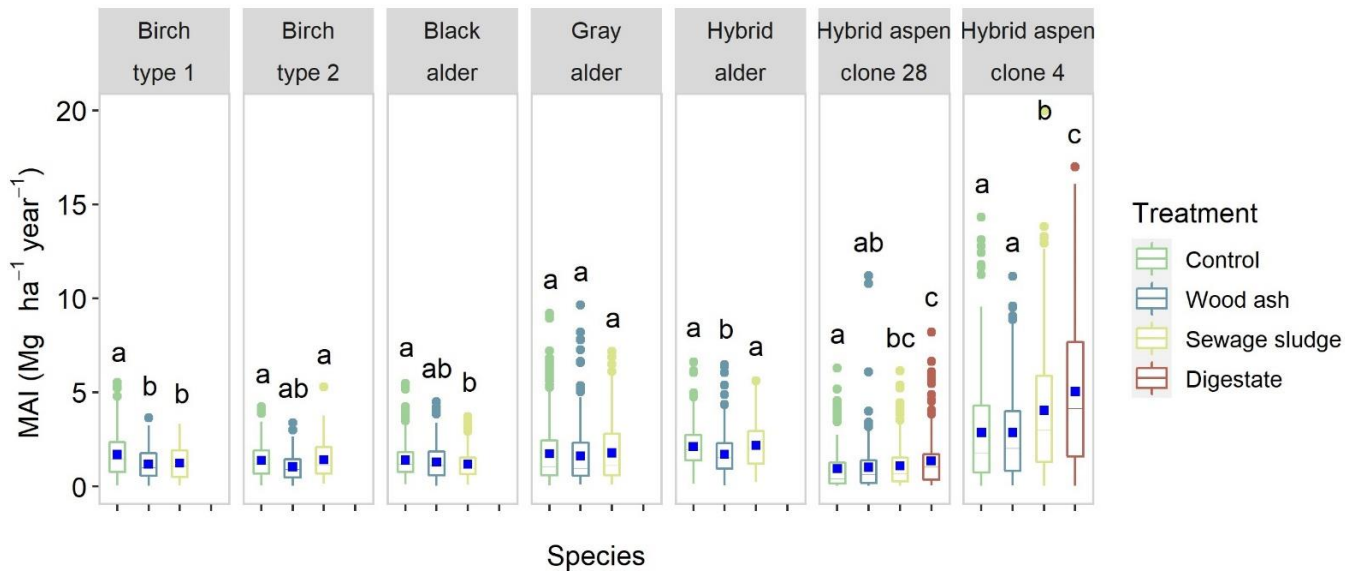 Birch
type 1
Birch
type 2
Black
alder
Gray
alder
Hybrid
alder
Hybrid aspen
clone 28
Hybrid aspen
clone 4
MAI (Mg ha⁻¹ year⁻¹)
20
15
10
5
0
a b b
a ab a
a ab b
a a a
a b a
a ab bc c
a a b c
Species
Treatment
Control
Wood ash
Sewage sludge
Digestate